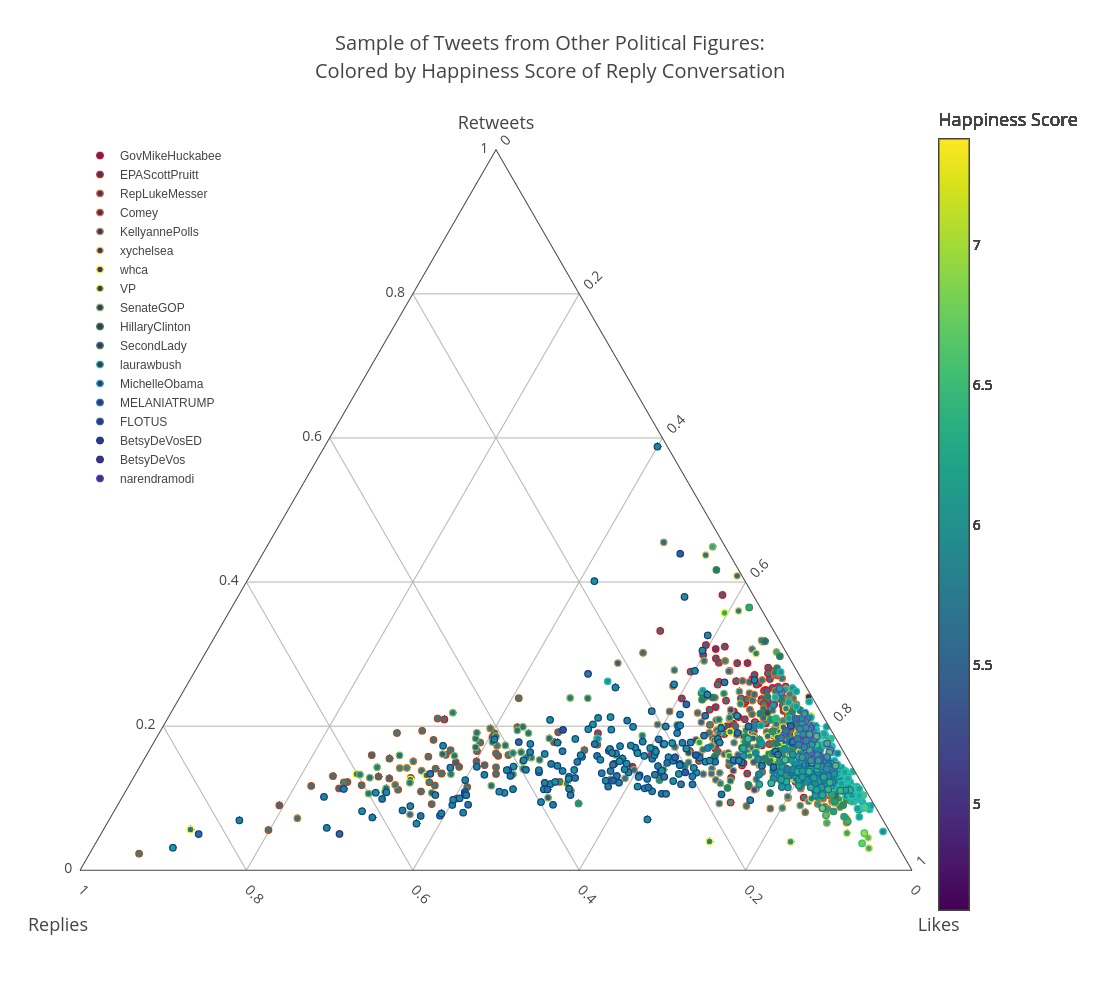 Sample of Tweets from Other Political Figures:
Colored by Happiness Score of Reply Conversation
Happiness Score
Retweets
GovMikeHuckabee
EPAScottPruitt
RepLukeMesser
Comey
KellyannePolls
xychelsea
whca
VP
SenateGOP
HillaryClinton
SecondLady
laurawbush
MichelleObama
MELANIATRUMP
FLOTUS
BetsyDeVosED
BetsyDeVos
narendramodi
1
0.8
0.6
0.4
0.2
0
0
0.2
0.4
0.6
0.8
1
1
0.8
0.6
0.4
0.2
0
Replies
Likes
7
6.5
6
5.5
5